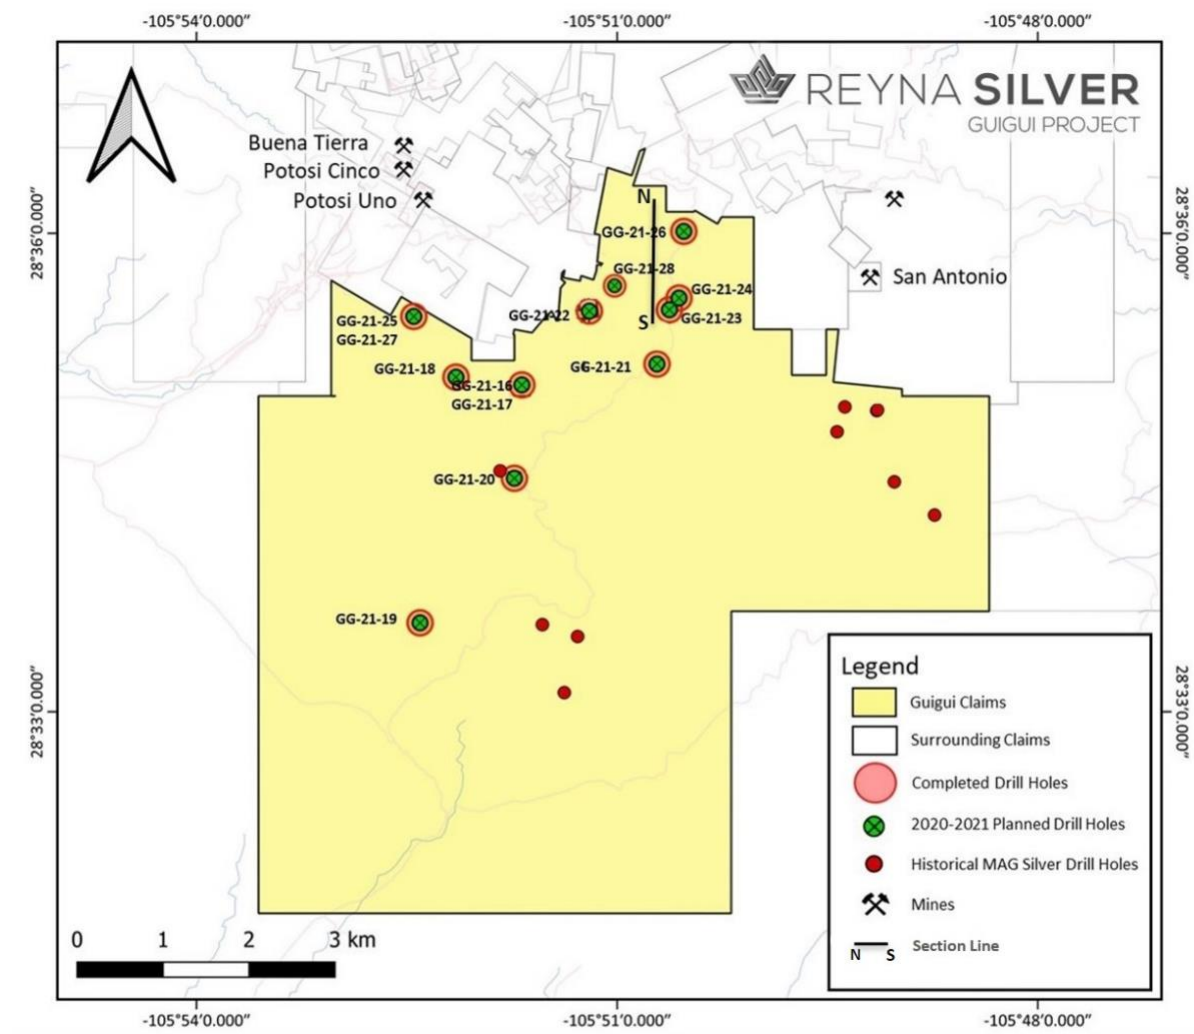 -105°54′0.000″
-105°51′0.000″
-105°48′0.000″
REYNA SILVER
GUIGUI PROJECT
Buena Tierra
Potosi Cinco
Potosi Uno
N
28°36′0.000″
28°36′0.000″
GG-21-26
GG-21-28
San Antonio
GG-21-24
GG-21-22
GG-21-23
S
GG-21-25
GG-21-27
GG-21-18
GG-21-21
GG-21-16
GG-21-17
GG-21-20
GG-21-19
28°33′0.000″
28°33′0.000″
Legend
Guigui Claims
Surrounding Claims
Completed Drill Holes
2020-2021 Planned Drill Holes
Historical MAG Silver Drill Holes
Mines
N S Section Line
0 1 2 3 km
-105°54′0.000″
-105°51′0.000″
-105°48′0.000″